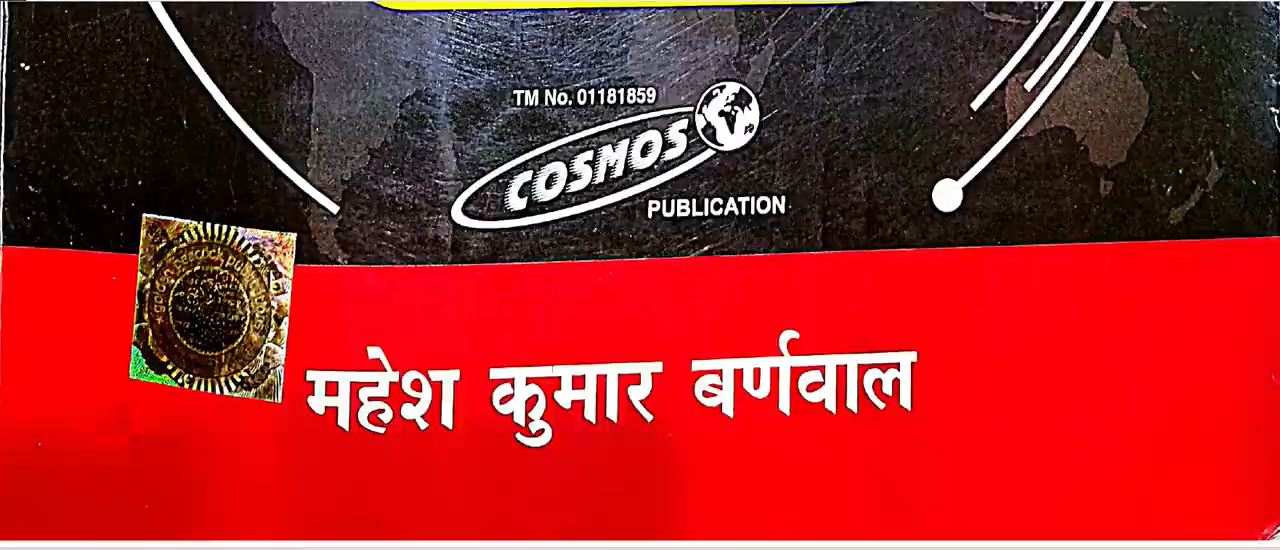 TM No. 01181859
COSMOS
PUBLICATION
महेश कुमार बर्णवाल